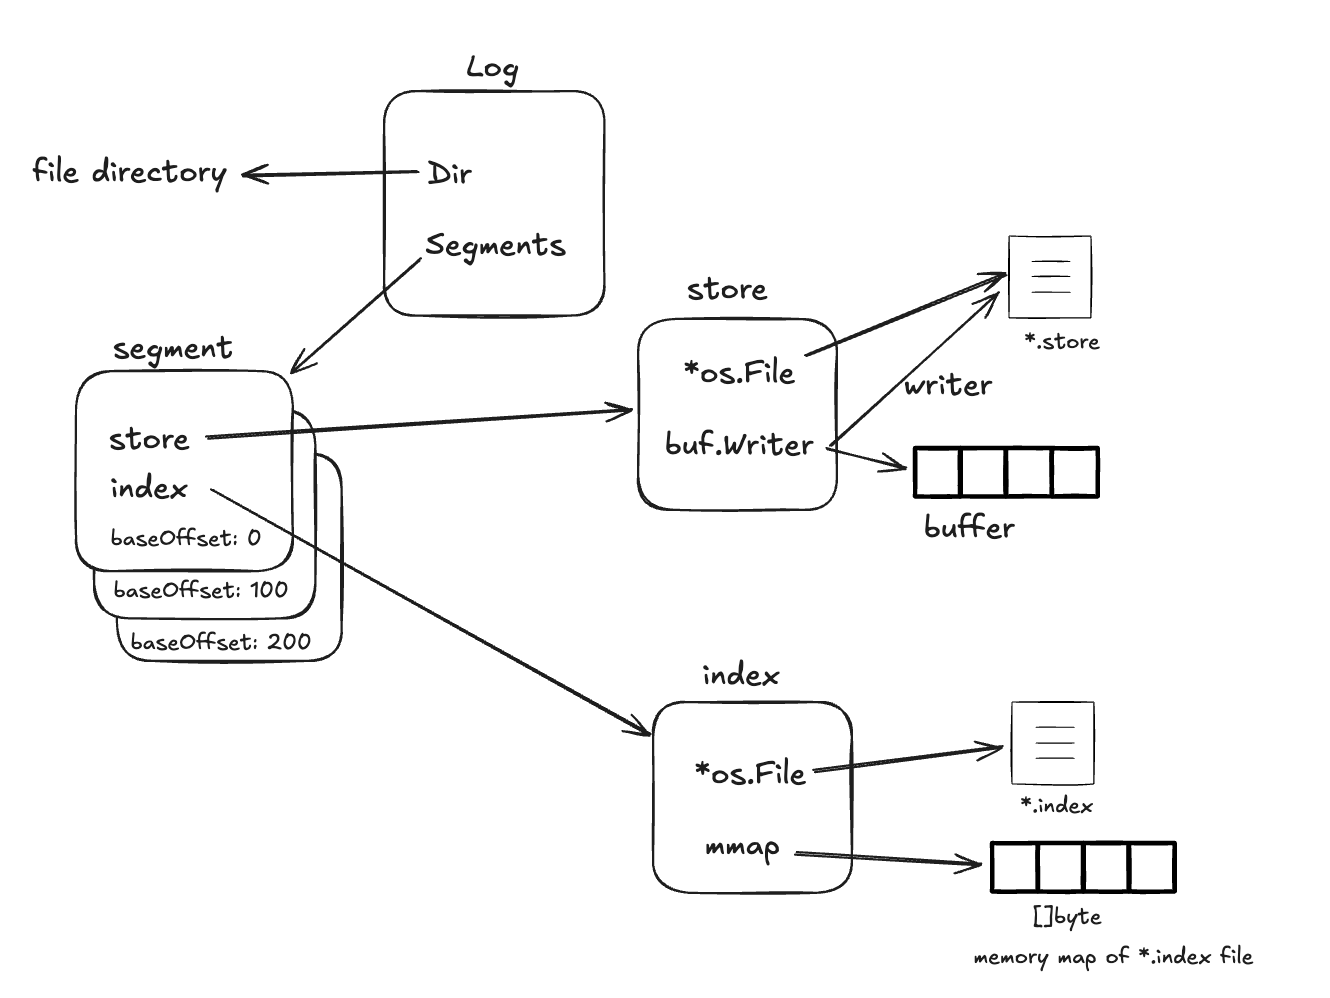 Log
file directory
Dir
Segments
segment
store
index
baseOffset: 0
baseOffset: 100
baseOffset: 200
store
*os.File
buf.Writer
*.store
writer
buffer
index
*os.File
mmap
*.index
[]byte
memory map of *.index file